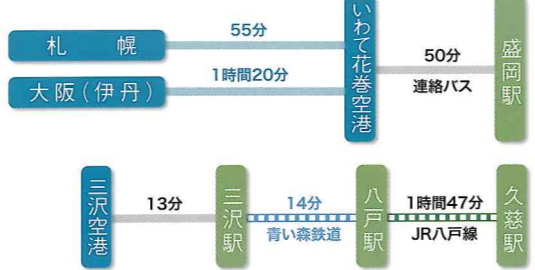 札幌
55分
大阪(伊丹)
1時間20分
いわて花巻空港
50分
連絡バス
盛岡駅
三沢空港
13分
三沢駅
14分
青い森鉄道
八戸駅
1時間47分
JR八戸線
久慈駅